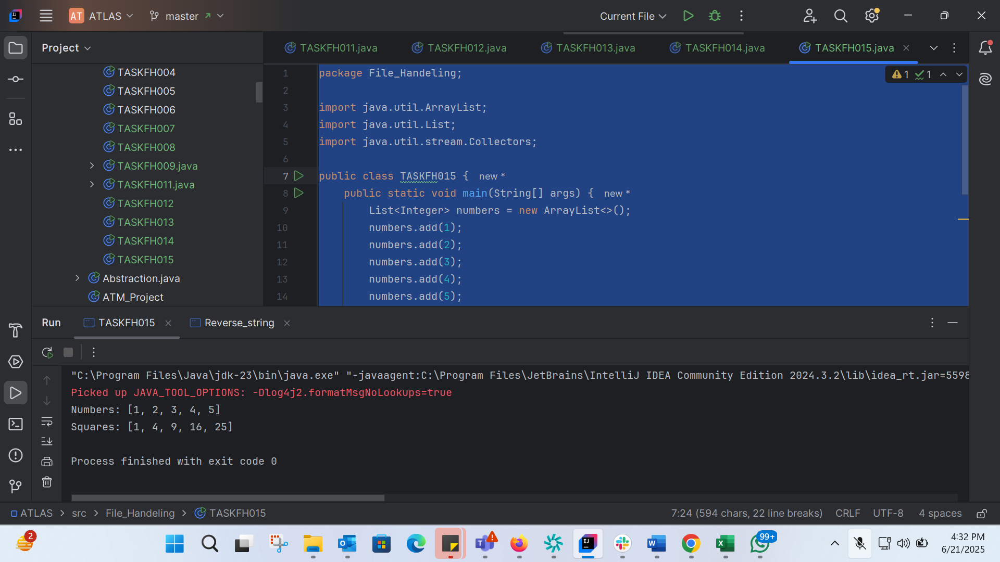 AT ATLAS master Current File
Project
TASKFH011.java TASKFH012.java TASKFH013.java TASKFH014.java TASKFH015.java
TASKFH004
TASKFH005
TASKFH006
TASKFH007
TASKFH008
TASKFH009.java
TASKFH011.java
TASKFH012
TASKFH013
TASKFH014
TASKFH015
Abstraction.java
ATM_Project
1 package File_Handeling;
2
3 import java.util.ArrayList;
4 import java.util.List;
5 import java.util.stream.Collectors;
6
7 public class TASKFH015 { new *
8 public static void main(String[] args) { new *
9 List<Integer> numbers = new ArrayList<>();
10 numbers.add(1);
11 numbers.add(2);
12 numbers.add(3);
13 numbers.add(4);
14 numbers.add(5);
1 1
Run TASKFH015 Reverse_string
"C:\Program Files\Java\jdk-23\bin\java.exe" "-javaagent:C:\Program Files\JetBrains\IntelliJ IDEA Community Edition 2024.3.2\lib\idea_rt.jar=5598
Picked up JAVA_TOOL_OPTIONS: -Dlog4j2.formatMsgNoLookups=true
Numbers: [1, 2, 3, 4, 5]
Squares: [1, 4, 9, 16, 25]
Process finished with exit code 0
ATLAS > src > File_Handeling > TASKFH015 7:24 (594 chars, 22 line breaks) CRLF UTF-8 4 spaces
2
99+
4:32 PM
6/21/2025